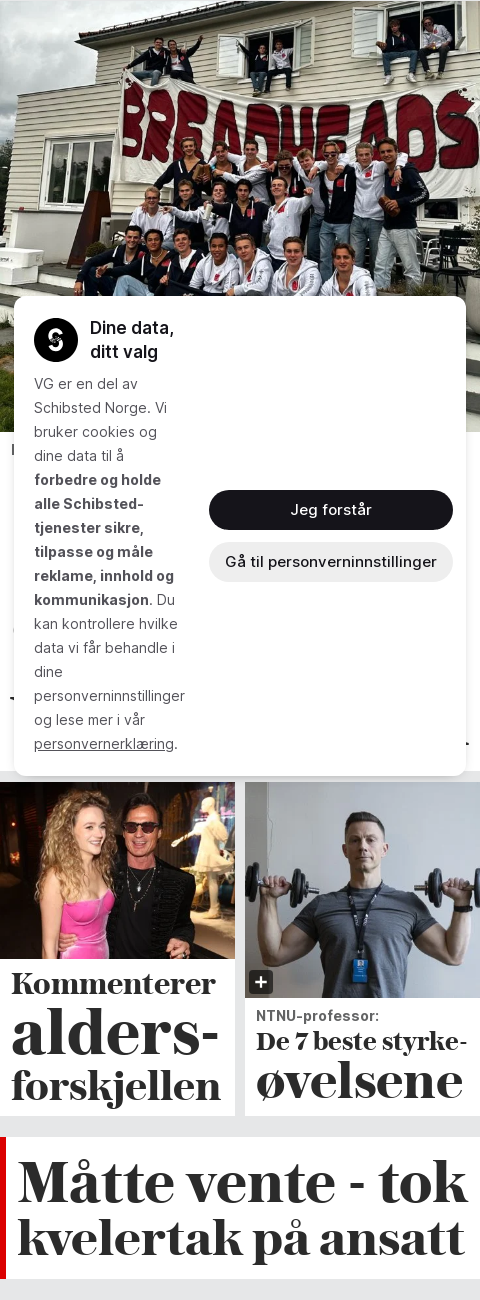 BREADHEADS
Dine data,
ditt valg
VG er en del av
Schibsted Norge. Vi
bruker cookies og
dine data til å
forbedre og holde
alle Schibsted-
tjenester sikre,
tilpasse og måle
reklame, innhold og
kommunikasjon. Du
kan kontrollere hvilke
data vi får behandle i
dine
personverninnstillinger
og lese mer i vår
personvernerklæring.
Jeg forstår
Gå til personverninnstillinger
Kommenterer
alders-
forskjellen
NTNU-professor:
De 7 beste styrke-
øvelsene
Måtte vente - tok
kvelertak på ansatt